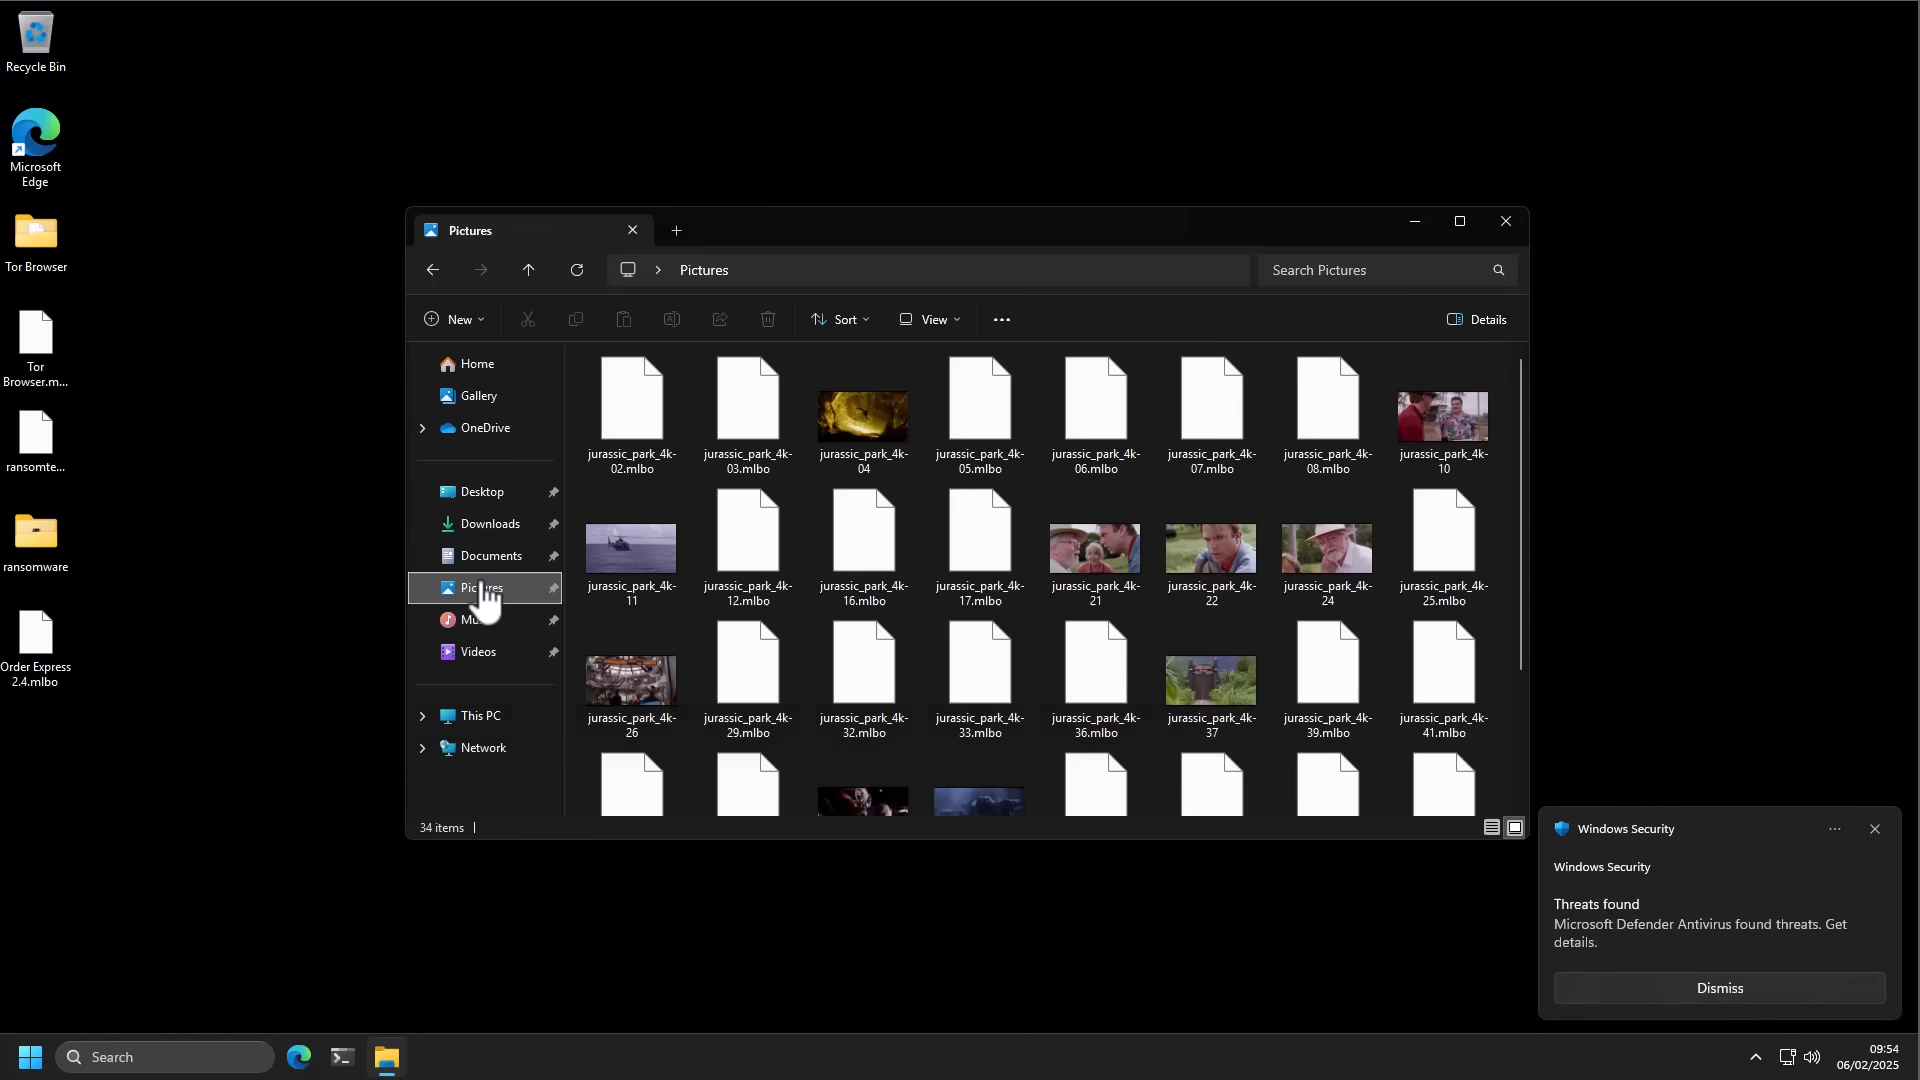 Recycle Bin
Microsoft
Edge
Tor Browser
Tor
Browser.m...
ransomte...
ransomware
Order Express
2.4.mlbo
Pictures
Pictures
Search Pictures
New
Sort
View
Details
Home
Gallery
OneDrive
Desktop
Downloads
Documents
Videos
This PC
Network
jurassic_park_4k-
02.mlbo
jurassic_park_4k-
03.mlbo
jurassic_park_4k-
04
jurassic_park_4k-
05.mlbo
jurassic_park_4k-
06.mlbo
jurassic_park_4k-
07.mlbo
jurassic_park_4k-
08.mlbo
jurassic_park_4k-
10
jurassic_park_4k-
11
jurassic_park_4k-
12.mlbo
jurassic_park_4k-
16.mlbo
jurassic_park_4k-
17.mlbo
jurassic_park_4k-
21
jurassic_park_4k-
22
jurassic_park_4k-
24
jurassic_park_4k-
25.mlbo
jurassic_park_4k-
26
jurassic_park_4k-
29.mlbo
jurassic_park_4k-
32.mlbo
jurassic_park_4k-
33.mlbo
jurassic_park_4k-
36.mlbo
jurassic_park_4k-
37
jurassic_park_4k-
39.mlbo
jurassic_park_4k-
41.mlbo
34 items
Windows Security
Windows Security
Threats found
Microsoft Defender Antivirus found threats. Get
details.
Dismiss
Search
09:54
06/02/2025